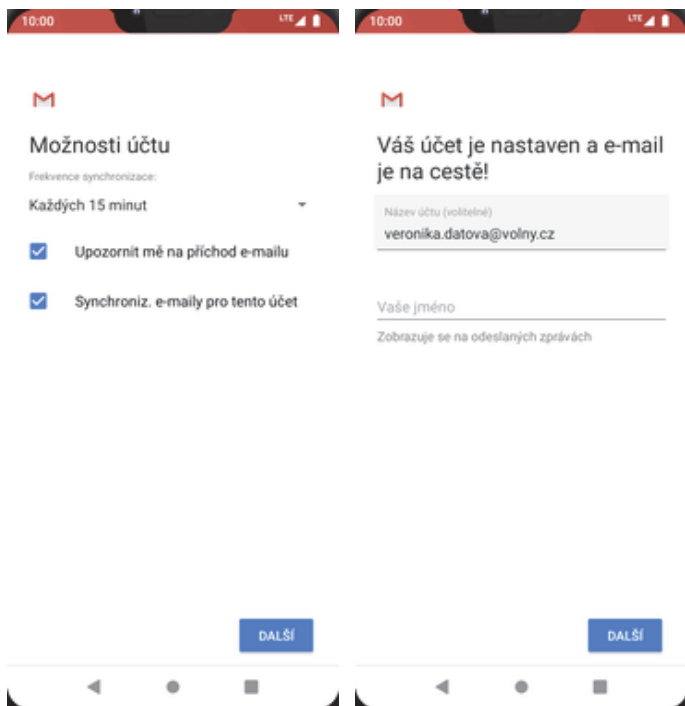 10:00
LTE
Možnosti účtu
Frekvence synchronizace:
Každých 15 minut
Upozornit mě na příchod e-mailu
Synchroniz. e-maily pro tento účet
DALŠÍ
10:00
LTE
Váš účet je nastaven a e-mail
je na cestě!
Název účtu (volitelné)
veronika.datova@volny.cz
Vaše jméno
Zobrazuje se na odeslaných zprávách
DALŠÍ